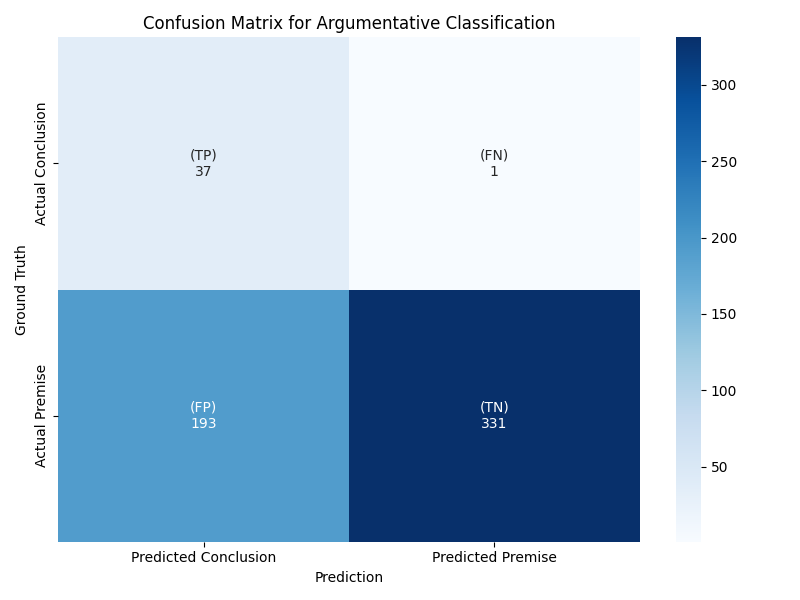 Confusion Matrix for Argumentative Classification
Ground Truth
Actual Conclusion
(TP)
37
(FN)
1
Actual Premise
(FP)
193
(TN)
331
Predicted Conclusion
Predicted Premise
Prediction
300
250
200
150
100
50